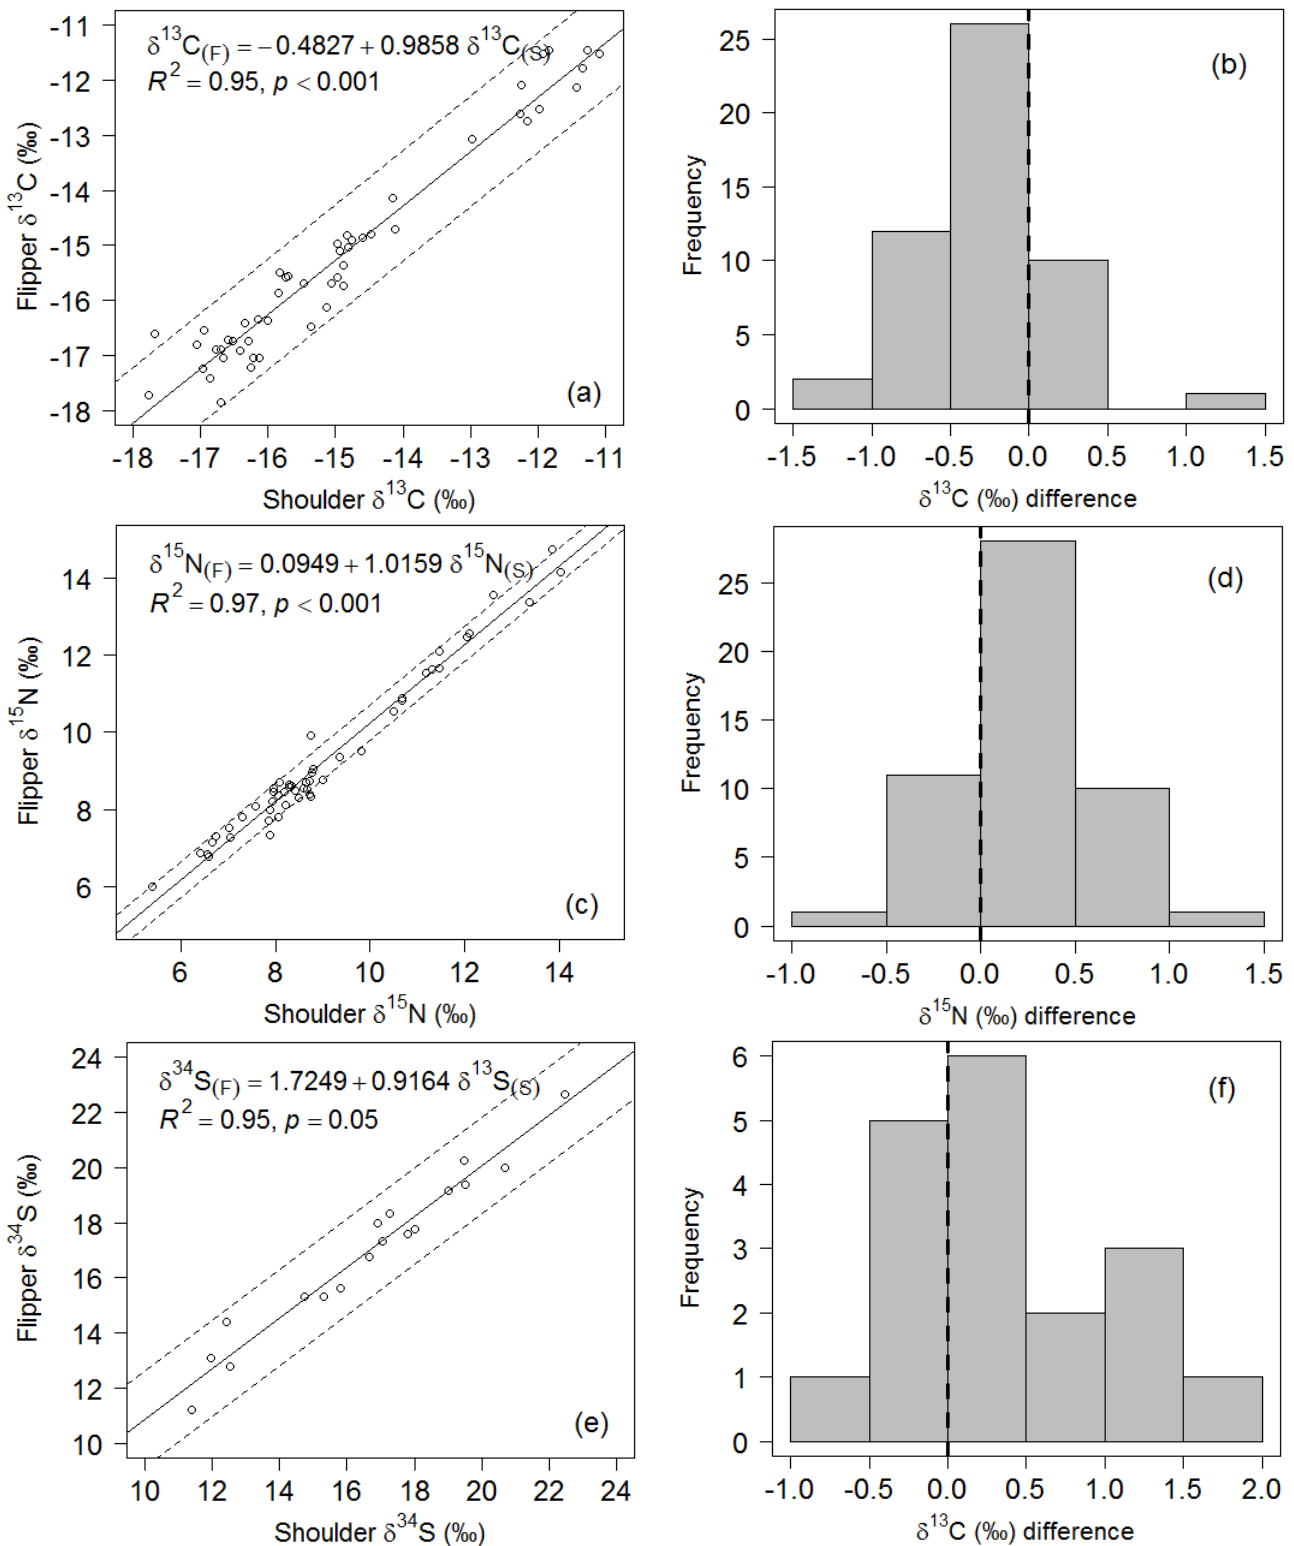 δ¹³C(F) = −0.4827 + 0.9858 δ¹³C(S)
R² = 0.95, p < 0.001
-11
-12
-13
-14
-15
-16
-17
-18
Flipper δ¹³C (‰)
(a)
-18 -17 -16 -15 -14 -13 -12 -11
Shoulder δ¹³C (‰)
(b)
25
20
15
10
5
0
Frequency
-1.5 -1.0 -0.5 0.0 0.5 1.0 1.5
δ¹³C (‰) difference
δ¹⁵N(F) = 0.0949 + 1.0159 δ¹⁵N(S)
R² = 0.97, p < 0.001
14
12
10
8
6
Flipper δ¹⁵N (‰)
(c)
6 8 10 12 14
Shoulder δ¹⁵N (‰)
(d)
25
20
15
10
5
0
Frequency
-1.0 -0.5 0.0 0.5 1.0 1.5
δ¹⁵N (‰) difference
δ³⁴S(F) = 1.7249 + 0.9164 δ¹³S(S)
R² = 0.95, p = 0.05
24
22
20
18
16
14
12
10
Flipper δ³⁴S (‰)
(e)
10 12 14 16 18 20 22 24
Shoulder δ³⁴S (‰)
(f)
6
5
4
3
2
1
0
Frequency
-1.0 -0.5 0.0 0.5 1.0 1.5 2.0
δ¹³C (‰) difference